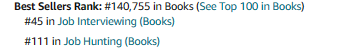 Best Sellers Rank: #140,755 in Books (See Top 100 in Books)
#45 in Job Interviewing (Books)
#111 in Job Hunting (Books)